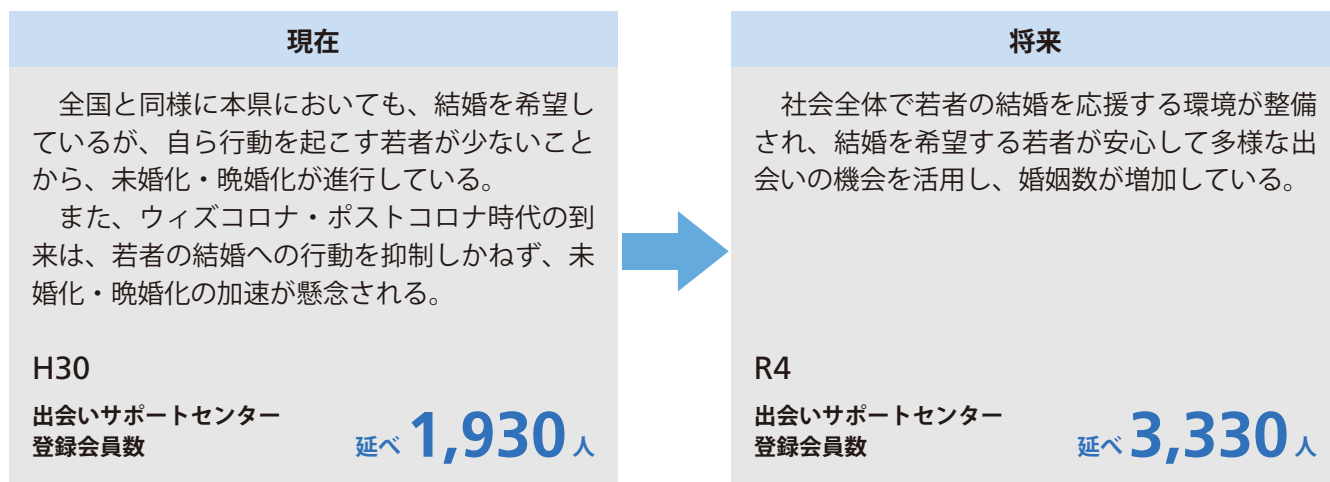 現在
　全国と同様に本県においても、結婚を希望し
ているが、自ら行動を起こす若者が少ないこと
から、未婚化・晩婚化が進行している。
　また、ウィズコロナ・ポストコロナ時代の到
来は、若者の結婚への行動を抑制しかねず、未
婚化・晩婚化の加速が懸念される。
H30
出会いサポートセンター
登録会員数
延べ 1,930 人
将来
　社会全体で若者の結婚を応援する環境が整備
され、結婚を希望する若者が安心して多様な出
会いの機会を活用し、婚姻数が増加している。
R4
出会いサポートセンター
登録会員数
延べ 3,330 人